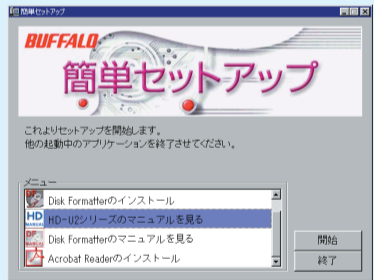 簡単セットアップ
BUFFALO
簡単セットアップ
これよりセットアップを開始します。
他の起動中のアプリケーションを終了させてください。
メニュー
Disk Formatterのインストール
HD-U2シリーズのマニュアルを見る
Disk Formatterのマニュアルを見る
Acrobat Readerのインストール
開始
終了